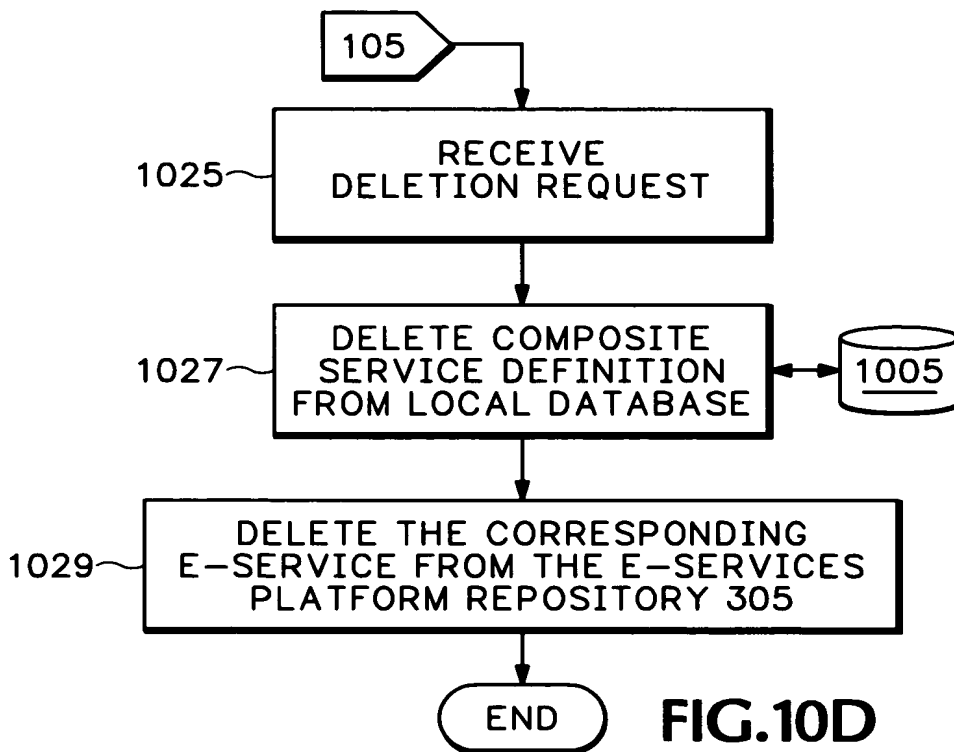 105
1025
RECEIVE
DELETION REQUEST
1027
DELETE COMPOSITE
SERVICE DEFINITION
FROM LOCAL DATABASE
1005
1029
DELETE THE CORRESPONDING
E-SERVICE FROM THE E-SERVICES
PLATFORM REPOSITORY 305
END
FIG.10D